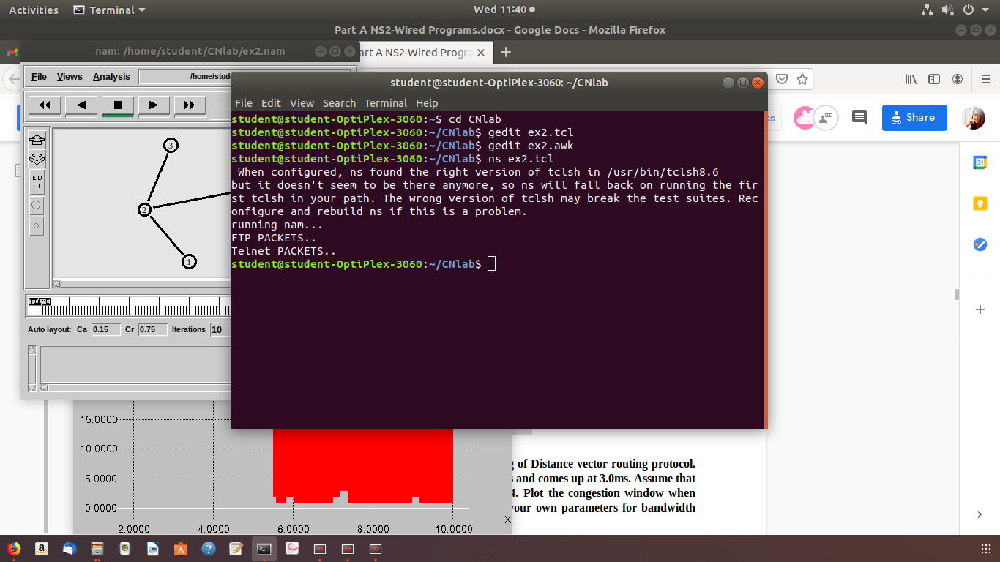 Activities Terminal Wed 11:40
Part A NS2-Wired Programs.docx - Google Docs - Mozilla Firefox
nam: /home/student/CNlab/ex2.nam
art A NS2-Wired Progra
File Views Analysis /home/stude
student@student-OptiPlex-3060: ~/CNlab
File Edit View Search Terminal Help
Share
student@student-OptiPlex-3060:~$ cd CNlab
student@student-OptiPlex-3060:~/CNlab$ gedit ex2.tcl
student@student-OptiPlex-3060:~/CNlab$ gedit ex2.awk
student@student-OptiPlex-3060:~/CNlab$ ns ex2.tcl
When configured, ns found the right version of tclsh in /usr/bin/tclsh8.6
but it doesn't seem to be there anymore, so ns will fall back on running the fir
st tclsh in your path. The wrong version of tclsh may break the test suites. Rec
onfigure and rebuild ns if this is a problem.
running nam...
FTP PACKETS..
Telnet PACKETS..
student@student-OptiPlex-3060:~/CNlab$
3
2
1
ED
IT
TIME
Auto layout: Ca 0.15 Cr 0.75 Iterations 10
31
15.0000
10.0000
5.0000
0.0000
2.0000 4.0000 6.0000 8.0000 10.0000
X
of Distance vector routing protocol.
and comes up at 3.0ms. Assume that
4. Plot the congestion window when
your own parameters for bandwidth